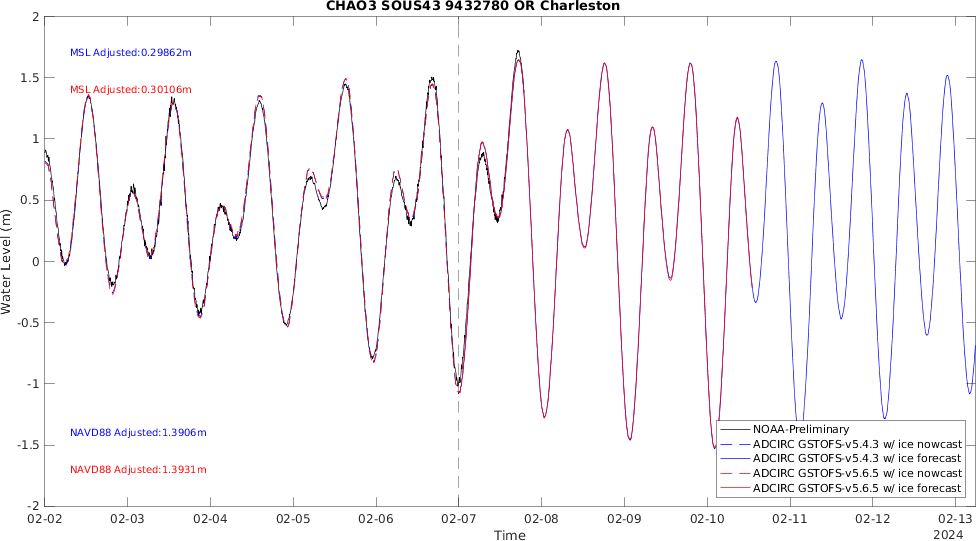 CHAO3 SOUS43 9432780 OR Charleston
2
1.5
1
0.5
0
-0.5
-1
-1.5
-2
Water Level (m)
MSL Adjusted:0.29862m
MSL Adjusted:0.30106m
NAVD88 Adjusted:1.3906m
NAVD88 Adjusted:1.3931m
NOAA-Preliminary
ADCIRC GSTOFS-v5.4.3 w/ ice nowcast
ADCIRC GSTOFS-v5.4.3 w/ ice forecast
ADCIRC GSTOFS-v5.6.5 w/ ice nowcast
ADCIRC GSTOFS-v5.6.5 w/ ice forecast
02-02 02-03 02-04 02-05 02-06 02-07 02-08 02-09 02-10 02-11 02-12 02-13
Time
2024